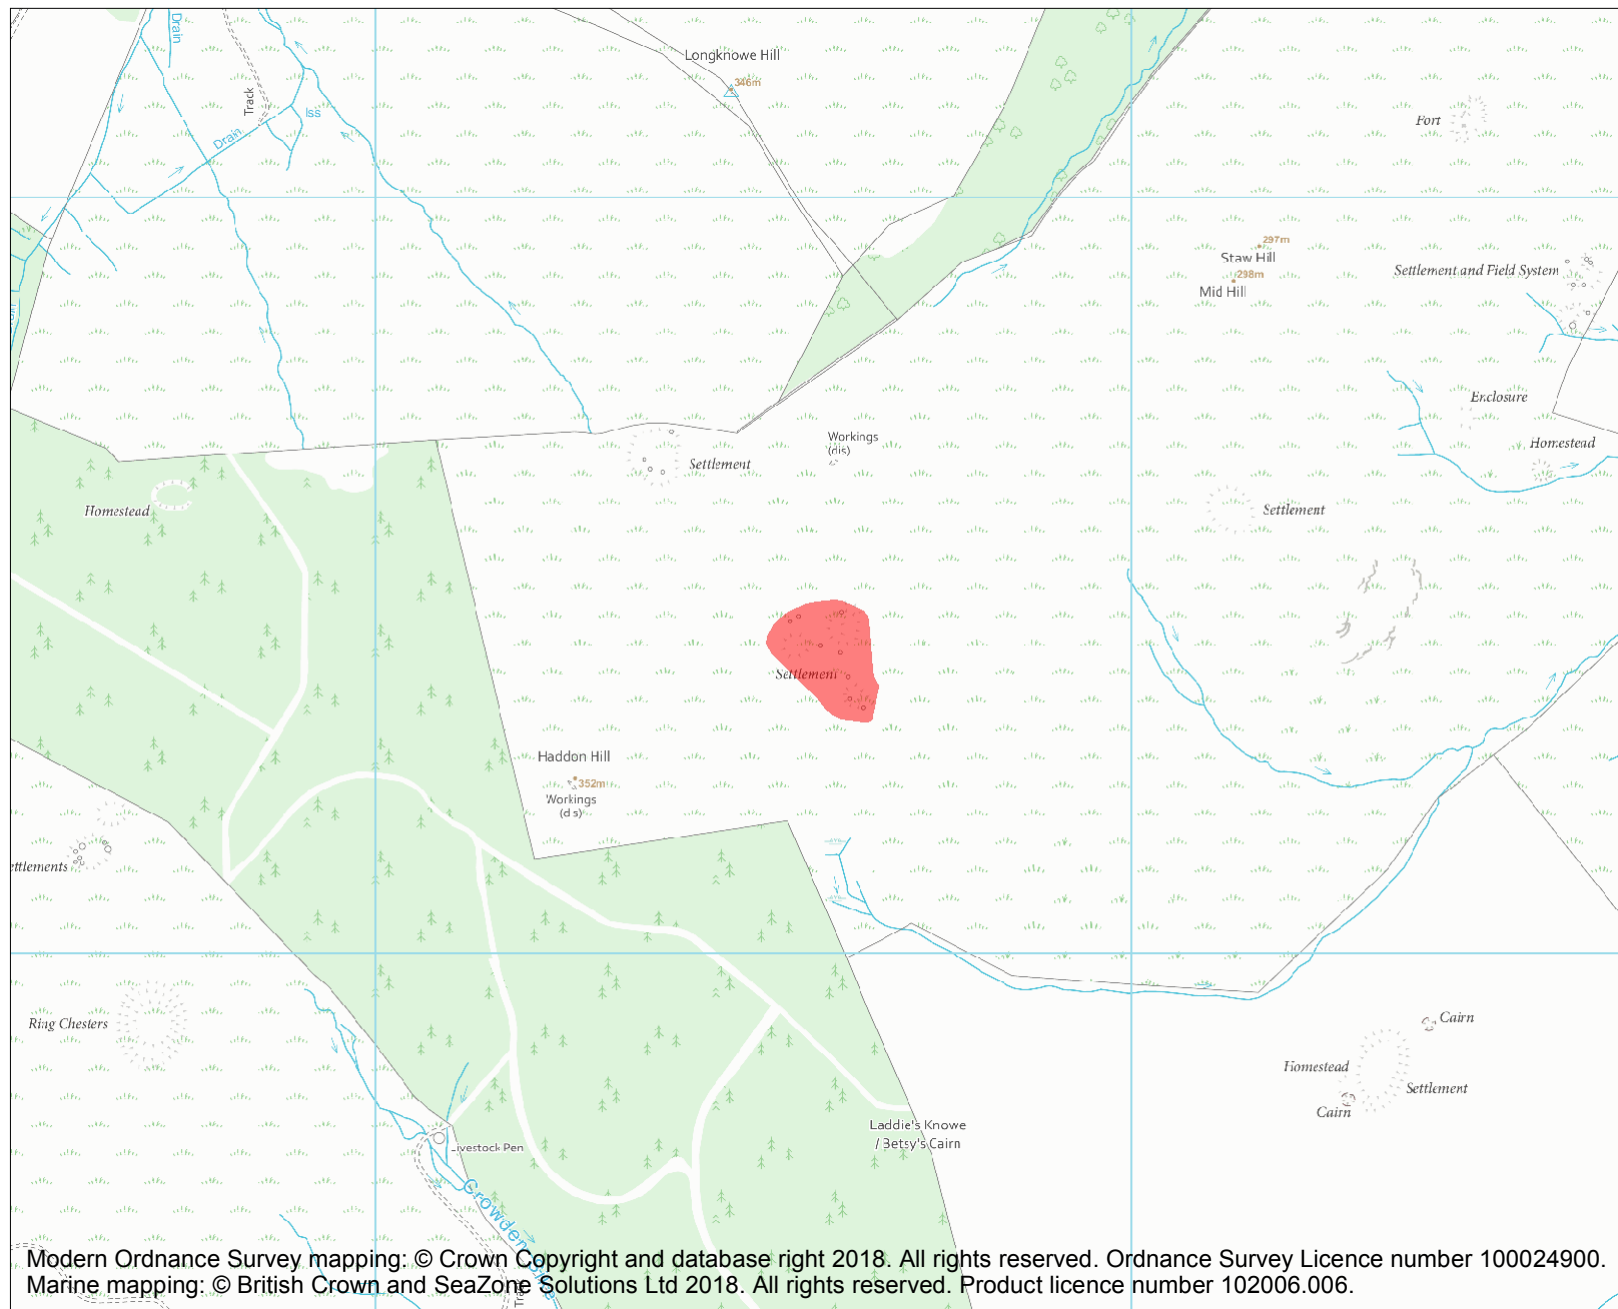 Drain
Longknowe Hill
346m
Track
Iss
Drain
Fort
297m
Staw Hill
298m
Mid Hill
Settlement and Field System
Enclosure
Workings
(dis)
Homestead
Settlement
Homestead
Settlement
Settlement
Haddon Hill
352m
Workings
(dis)
ettlements
Ring Chesters
Cairn
Homestead
Settlement
Cairn
Laddie's Knowe
/ Betsy's Cairn
Livestock Pen
Crowden
Modern Ordnance Survey mapping: © Crown Copyright and database right 2018. All rights reserved. Ordnance Survey Licence number 100024900.
Marine mapping: © British Crown and SeaZone Solutions Ltd 2018. All rights reserved. Product licence number 102006.006.